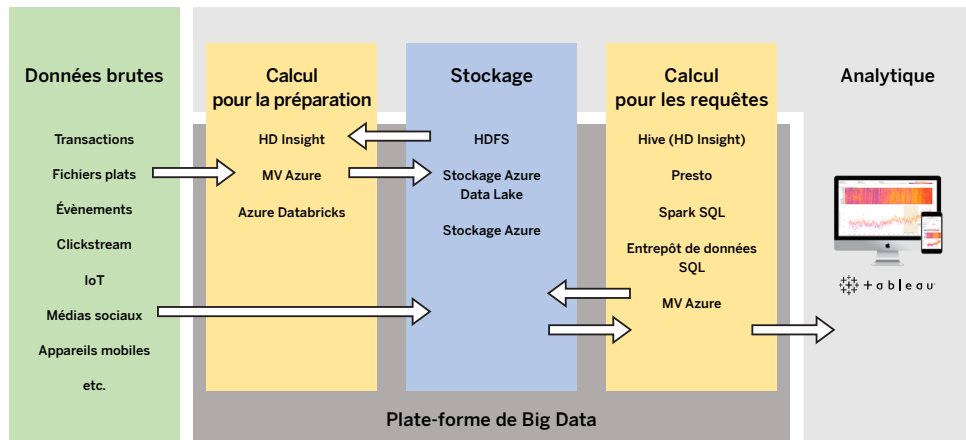 Données brutes
Transactions
Fichiers plats
Évènements
Clickstream
IoT
Médias sociaux
Appareils mobiles
etc.
Calcul
pour la préparation
HD Insight
MV Azure
Azure Databricks
Stockage
HDFS
Stockage Azure
Data Lake
Stockage Azure
Calcul
pour les requêtes
Hive (HD Insight)
Presto
Spark SQL
Entrepôt de données
SQL
MV Azure
Analytique
+ableau
Plate-forme de Big Data